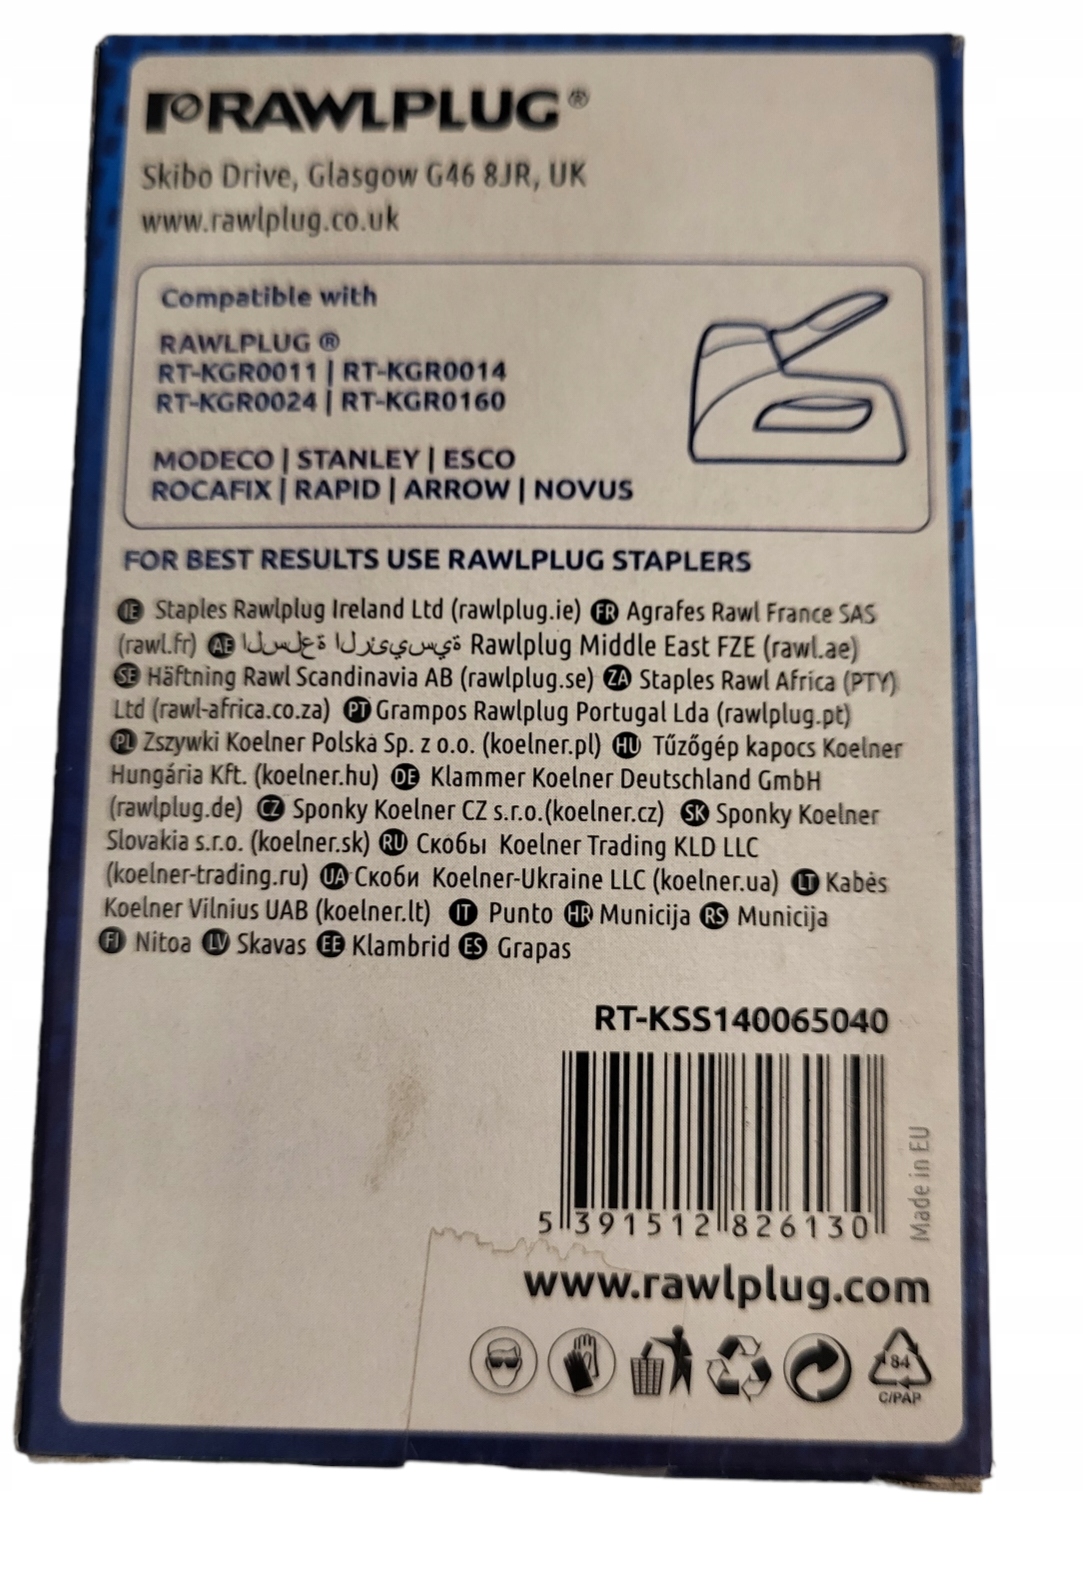 RAWLPLUG®
Skibo Drive, Glasgow G46 8JR, UK
www.rawlplug.co.uk
Compatible with
RAWLPLUG ®
RT-KGR0011 | RT-KGR0014
RT-KGR0024 | RT-KGR0160
MODECO | STANLEY | ESCO
ROCAFIX | RAPID | ARROW | NOVUS
FOR BEST RESULTS USE RAWLPLUG STAPLERS
IE Staples Rawlplug Ireland Ltd (rawlplug.ie) FR Agrafes Rawl France SAS
(rawl.fr) AE ال‍س‍ل‍ع‍ة ال‍ر‍ئ‍ي‍س‍ي‍ة Rawlplug Middle East FZE (rawl.ae)
SE Häftning Rawl Scandinavia AB (rawlplug.se) ZA Staples Rawl Africa (PTY)
Ltd (rawl-africa.co.za) PT Grampos Rawlplug Portugal Lda (rawlplug.pt)
PL Zszywki Koelner Polska Sp. z o.o. (koelner.pl) HU Tűzőgép kapocs Koelner
Hungária Kft. (koelner.hu) DE Klammer Koelner Deutschland GmbH
(rawlplug.de) CZ Sponky Koelner CZ s.r.o.(koelner.cz) SK Sponky Koelner
Slovakia s.r.o. (koelner.sk) RU Скобы Koelner Trading KLD LLC
(koelner-trading.ru) UA Скоби Koelner-Ukraine LLC (koelner.ua) LT Kabės
Koelner Vilnius UAB (koelner.lt) IT Punto HR Municija RS Municija
FI Nitoa LV Skavas EE Klambrid ES Grapas
RT-KSS140065040
5 391512 826130
Made in EU
www.rawlplug.com
84
C/PAP